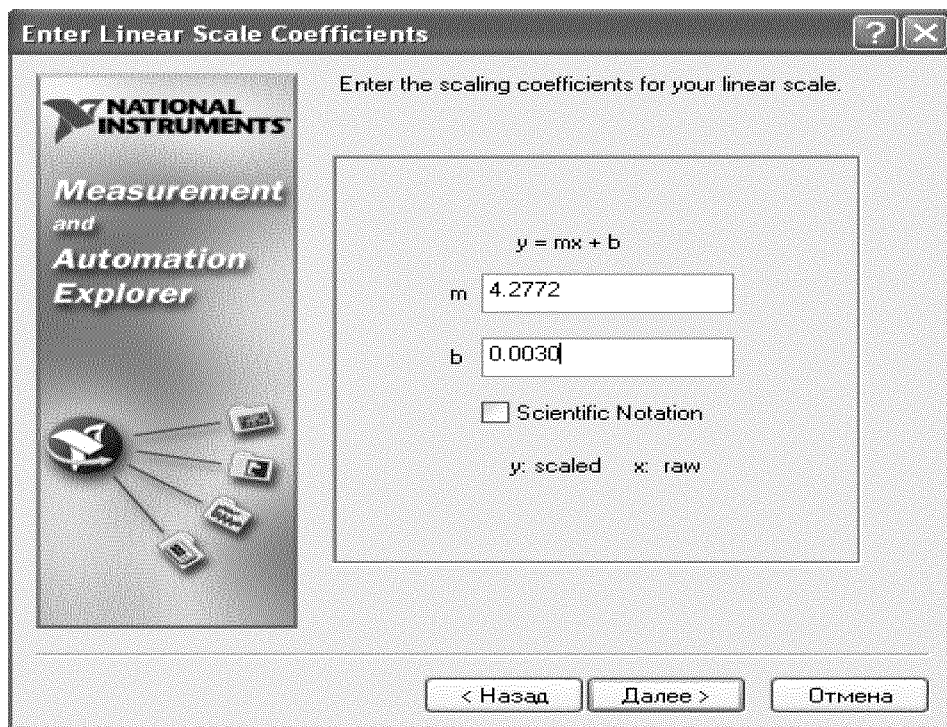 Enter Linear Scale Coefficients
?
NATIONAL
INSTRUMENTS™
Measurement
and
Automation
Explorer
Enter the scaling coefficients for your linear scale.
y = mx + b
m 4.2772
b 0.0030
Scientific Notation
y: scaled x: raw
< Назад Далее > Отмена